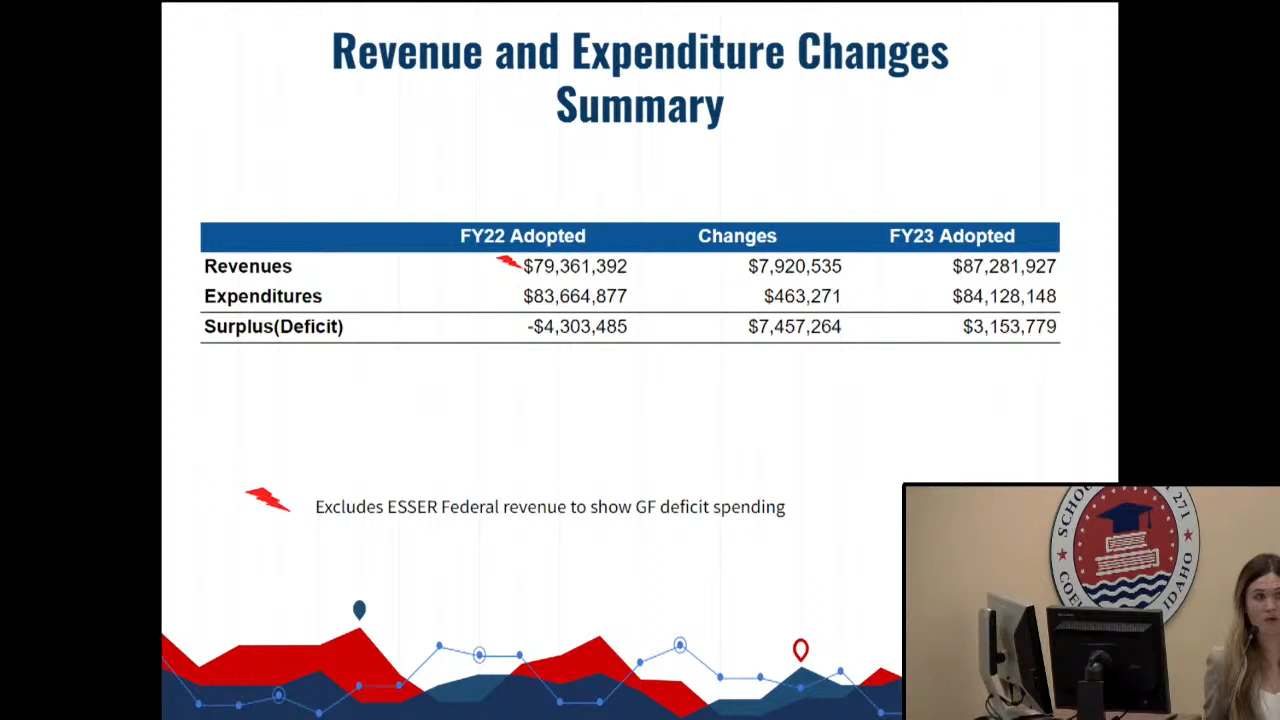 Revenue and Expenditure Changes
Summary
FY22 Adopted Changes FY23 Adopted
Revenues $79,361,392 $7,920,535 $87,281,927
Expenditures $83,664,877 $463,271 $84,128,148
Surplus(Deficit) -$4,303,485 $7,457,264 $3,153,779
Excludes ESSER Federal revenue to show GF deficit spending
271
IDAHO